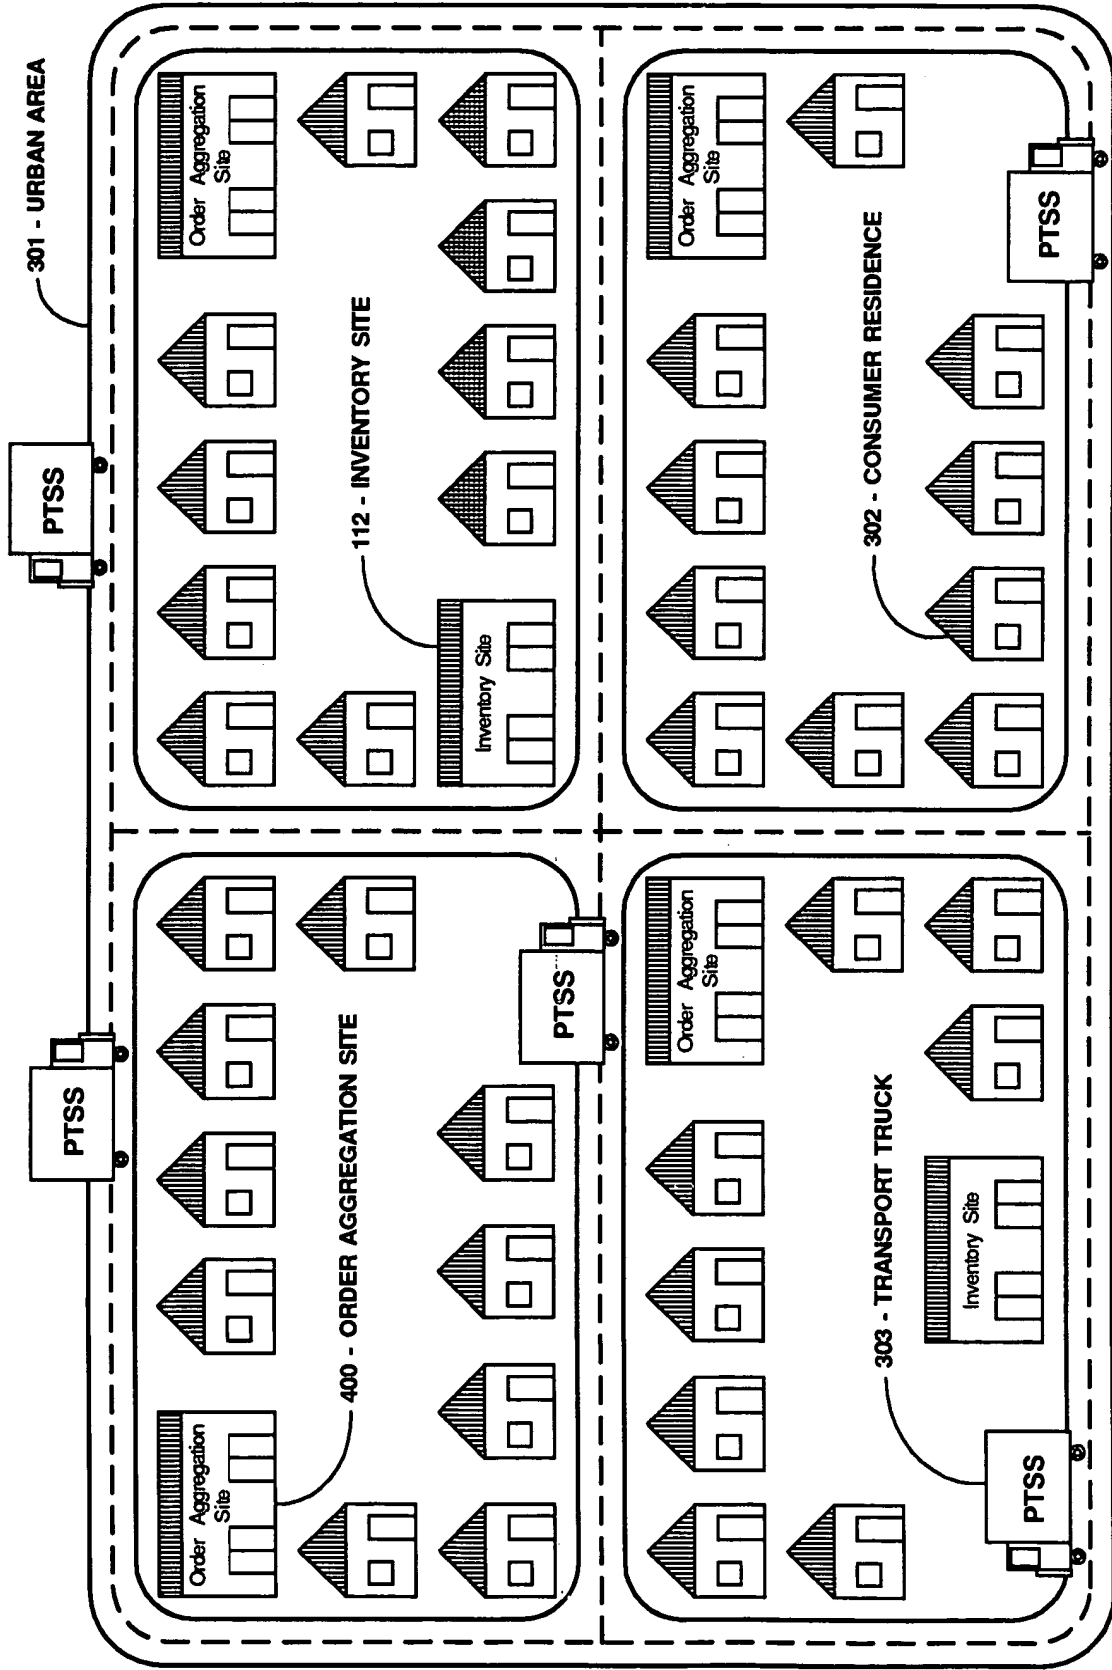 301 - URBAN AREA
PTSS
PTSS
Order Aggregation
Site
Order Aggregation
Site
400 - ORDER AGGREGATION SITE
112 - INVENTORY SITE
Inventory Site
PTSS
Order Aggregation
Site
Order Aggregation
Site
303 - TRANSPORT TRUCK
302 - CONSUMER RESIDENCE
Inventory Site
PTSS
PTSS